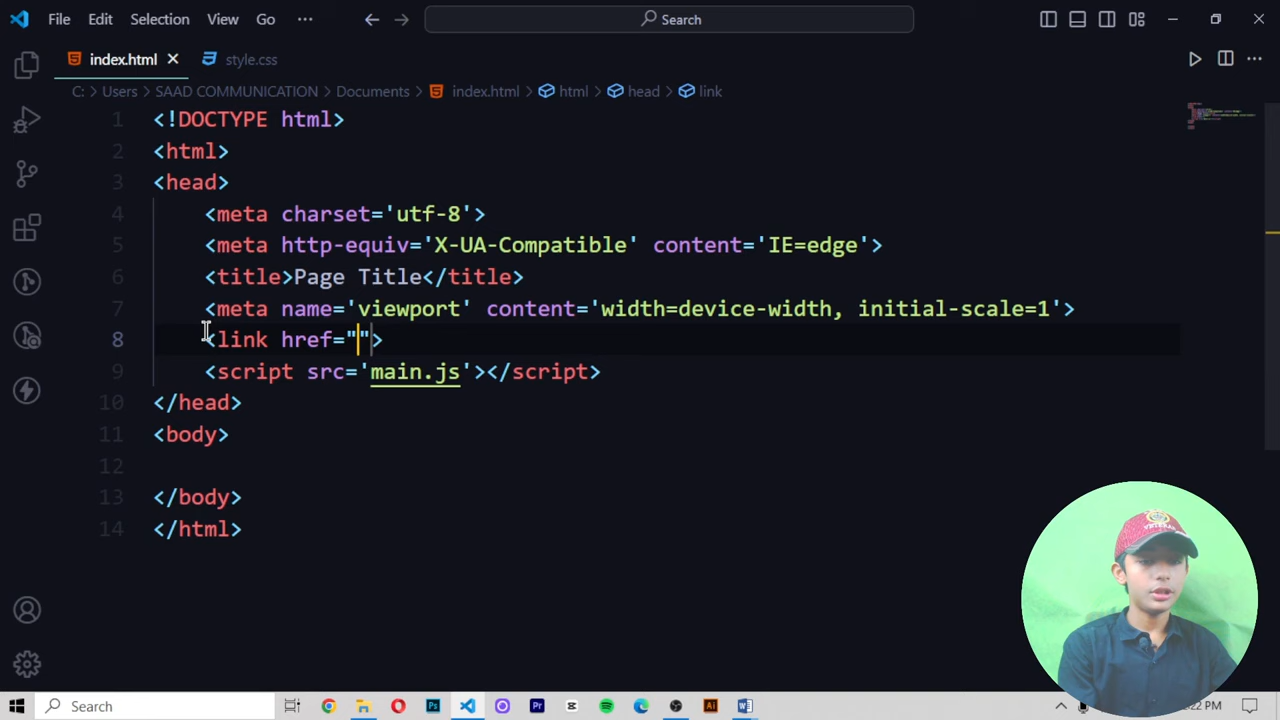 File Edit Selection View Go ··· Search
index.html style.css
C: > Users > SAAD COMMUNICATION > Documents > index.html > html > head > link
1 <!DOCTYPE html>
2 <html>
3 <head>
4 <meta charset='utf-8'>
5 <meta http-equiv='X-UA-Compatible' content='IE=edge'>
6 <title>Page Title</title>
7 <meta name='viewport' content='width=device-width, initial-scale=1'>
8 <link href="">
9 <script src='main.js'></script>
10 </head>
11 <body>
12
13 </body>
14 </html>
Search :22 PM